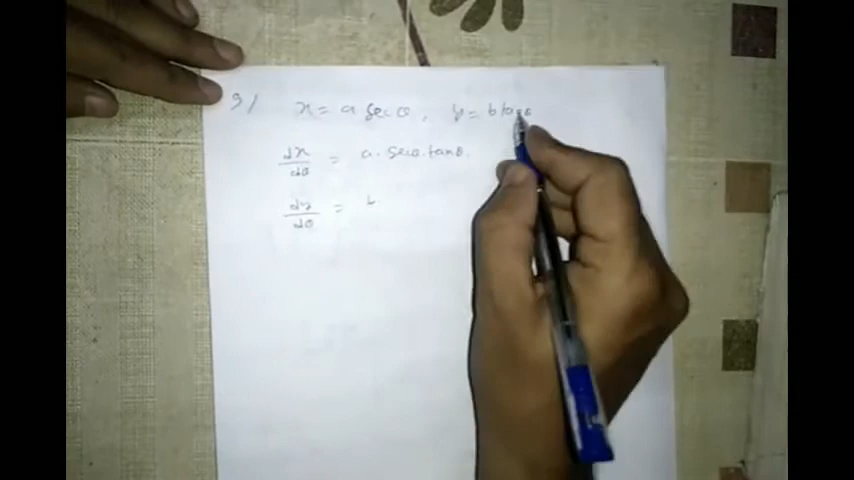 9/ x = a secθ, y = b tanθ
dx/dθ = a. secθ.tanθ.
dy/dθ = b